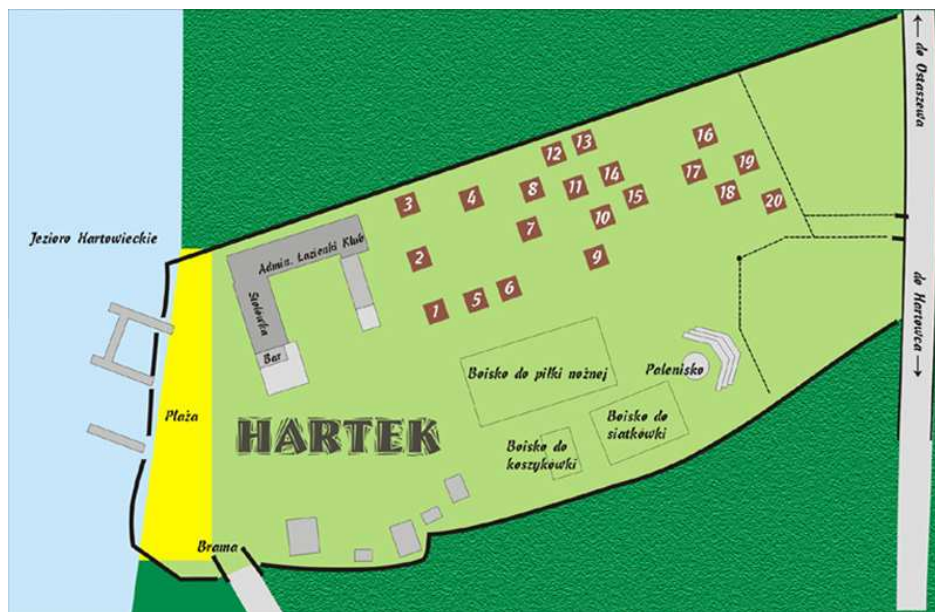 ← do Ostaszewa
16
13
12
19
14
17
8
11
18
4
15
20
3
10
7
Jezioro Hartowieckie
Admin. Łazienki Klub
2
9
6
5
1
Stołówka
do Hartowca →
Bar
Boisko do piłki nożnej
Palenisko
Plaża
HARTEK
Boisko do
siatkówki
Boisko do
koszykówki
Brama